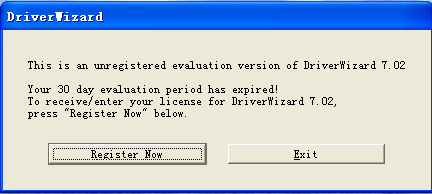 DriverWizard
This is an unregistered evaluation version of DriverWizard 7.02
Your 30 day evaluation period has expired!
To receive/enter your license for DriverWizard 7.02,
press "Register Now" below.
Register Now
Exit